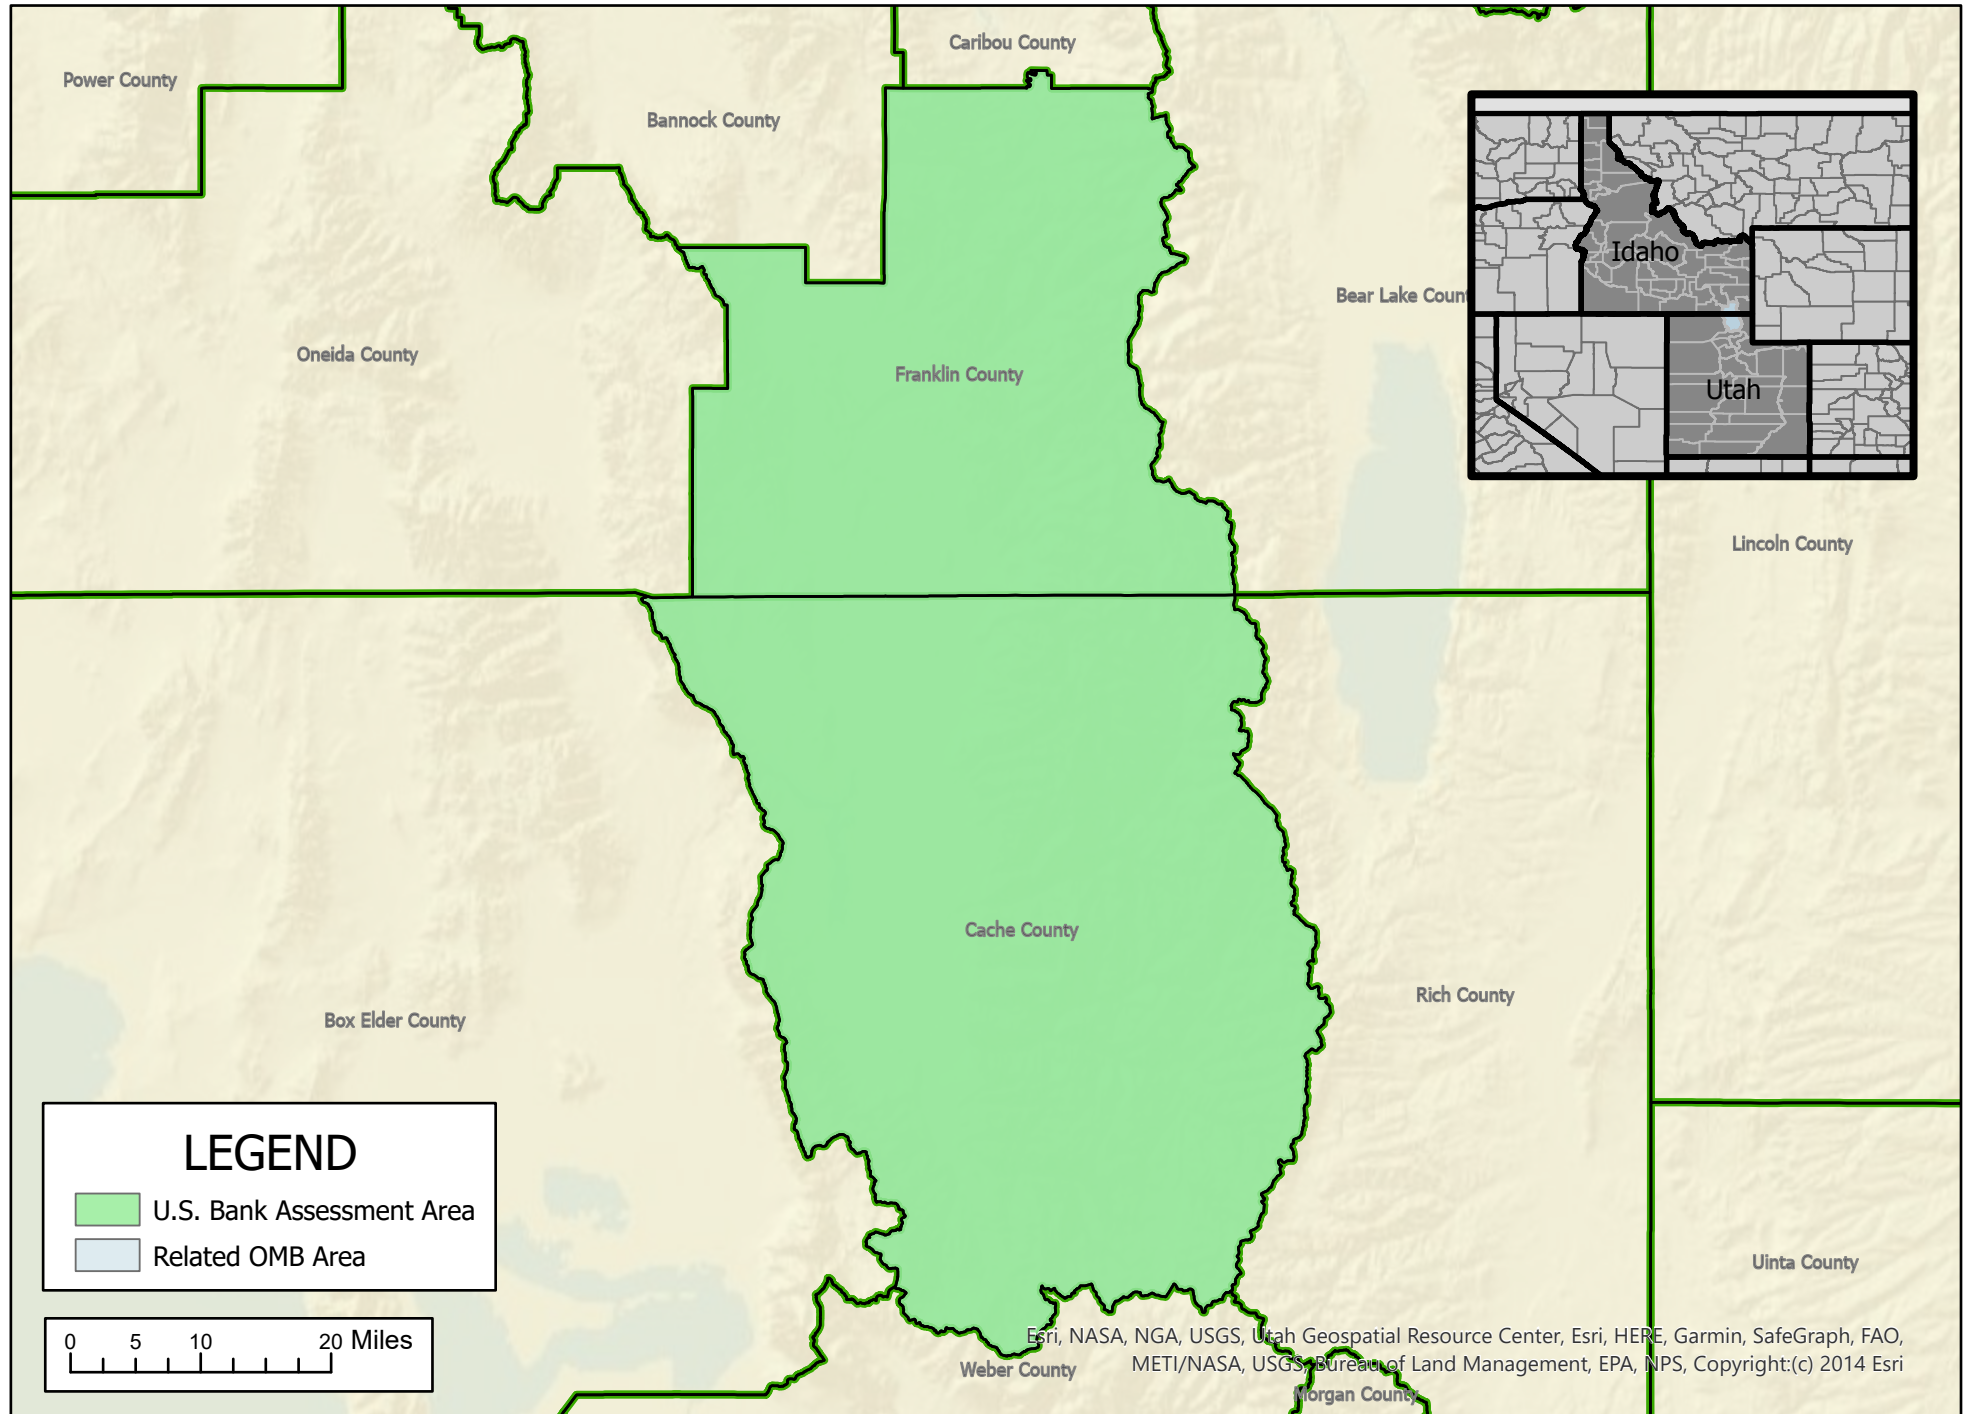 Caribou County
Power County
Bannock County
Idaho
Bear Lake Count
Oneida County
Franklin County
Utah
Lincoln County
Cache County
Rich County
Box Elder County
LEGEND
U.S. Bank Assessment Area
Related OMB Area
Uinta County
0 5 10 20 Miles
Esri, NASA, NGA, USGS, Utah Geospatial Resource Center, Esri, HERE, Garmin, SafeGraph, FAO,
METI/NASA, USGS, Bureau of Land Management, EPA, NPS, Copyright:(c) 2014 Esri
Weber County
Morgan County